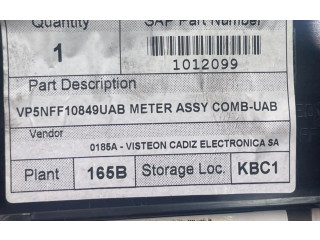 Quantity SAP Part Number
1
1012099
Part Description
VP5NFF10849UAB METER ASSY COMB-UAB
Vendor
0185A - VISTEON CADIZ ELECTRONICA SA
Plant 165B Storage Loc. KBC1